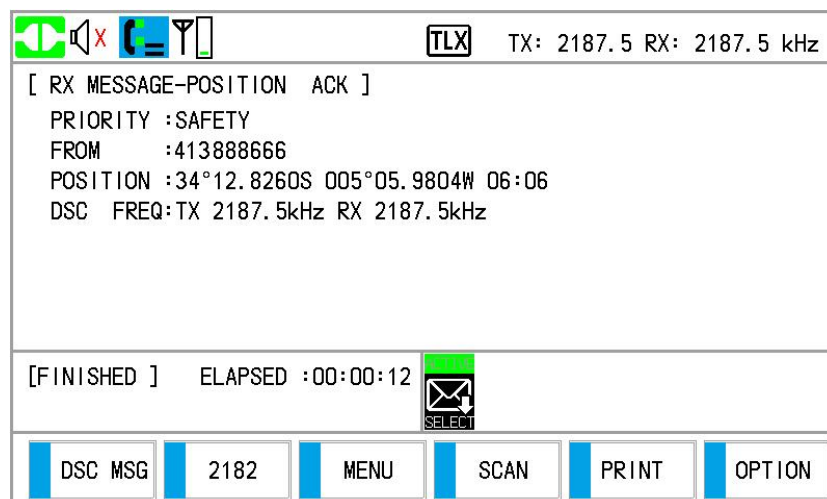 TLX TX: 2187.5 RX: 2187.5 kHz
[ RX MESSAGE-POSITION ACK ]
PRIORITY :SAFETY
FROM :413888666
POSITION :34°12.8260S 005°05.9804W 06:06
DSC FREQ:TX 2187.5kHz RX 2187.5kHz
[FINISHED ] ELAPSED :00:00:12
SELECT
DSC MSG 2182 MENU SCAN PRINT OPTION